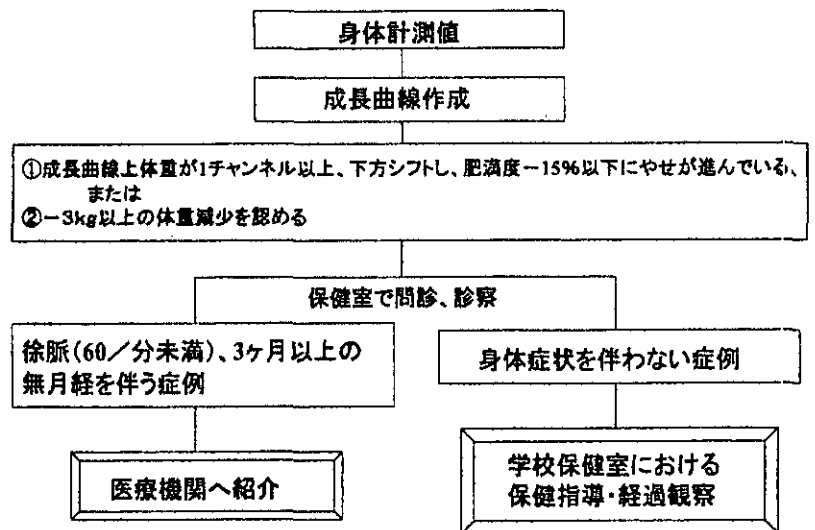 身体計測値
成長曲線作成
①成長曲線上体重が1チャンネル以上、下方シフトし、肥満度－15%以下にやせが進んでいる、
または
②－3kg以上の体重減少を認める
保健室で問診、診察
徐脈(60／分未満)、3ヶ月以上の
無月経を伴う症例
身体症状を伴わない症例
医療機関へ紹介
学校保健室における
保健指導・経過観察